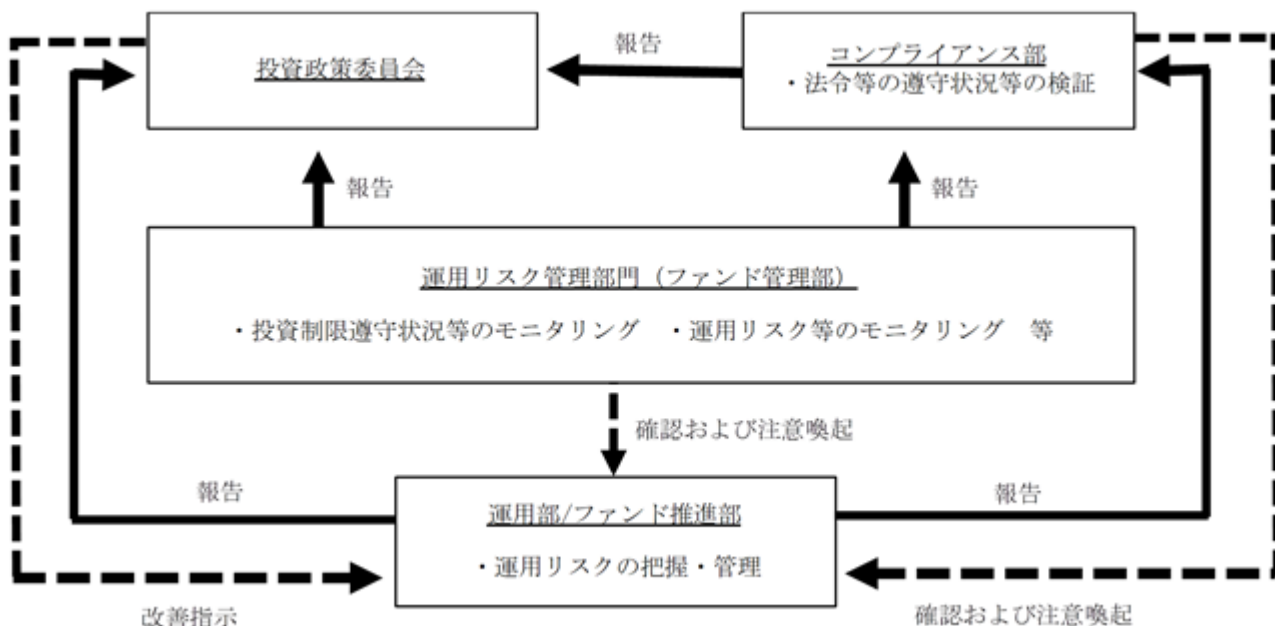 報告
投資政策委員会
コンプライアンス部
・法令等の遵守状況等の検証
報告
報告
運用リスク管理部門（ファンド管理部）
・投資制限遵守状況等のモニタリング　・運用リスク等のモニタリング　等
確認および注意喚起
報告
報告
運用部/ファンド推進部
・運用リスクの把握・管理
改善指示
確認および注意喚起